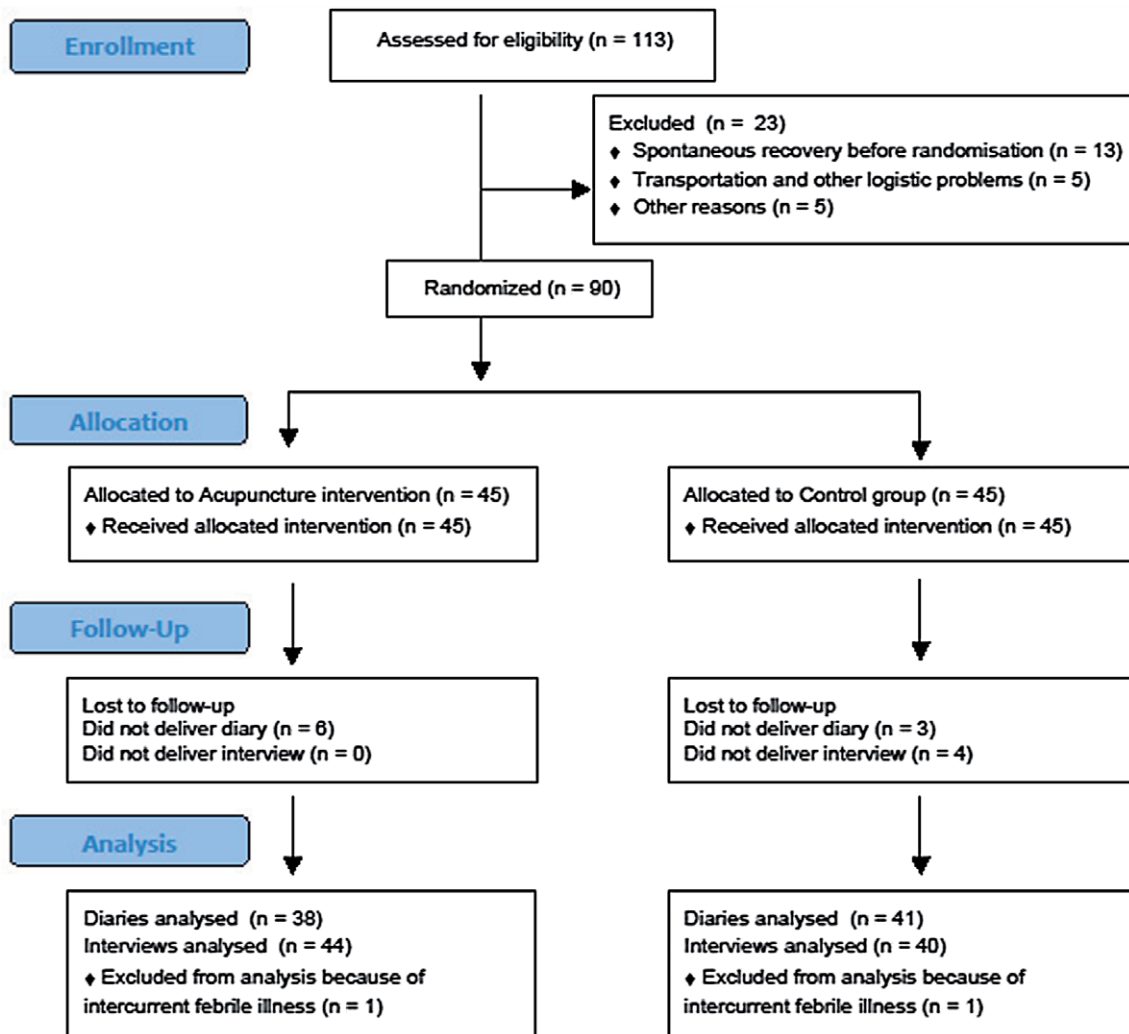 Enrollment
Assessed for eligibility (n = 113)
Excluded (n = 23)
♦ Spontaneous recovery before randomisation (n = 13)
♦ Transportation and other logistic problems (n = 5)
♦ Other reasons (n = 5)
Randomized (n = 90)
Allocation
Allocated to Acupuncture intervention (n = 45)
♦ Received allocated intervention (n = 45)
Allocated to Control group (n = 45)
♦ Received allocated intervention (n = 45)
Follow-Up
Lost to follow-up
Did not deliver diary (n = 6)
Did not deliver interview (n = 0)
Lost to follow-up
Did not deliver diary (n = 3)
Did not deliver interview (n = 4)
Analysis
Diaries analysed (n = 38)
Interviews analysed (n = 44)
♦ Excluded from analysis because of
intercurrent febrile illness (n = 1)
Diaries analysed (n = 41)
Interviews analysed (n = 40)
♦ Excluded from analysis because of
intercurrent febrile illness (n = 1)